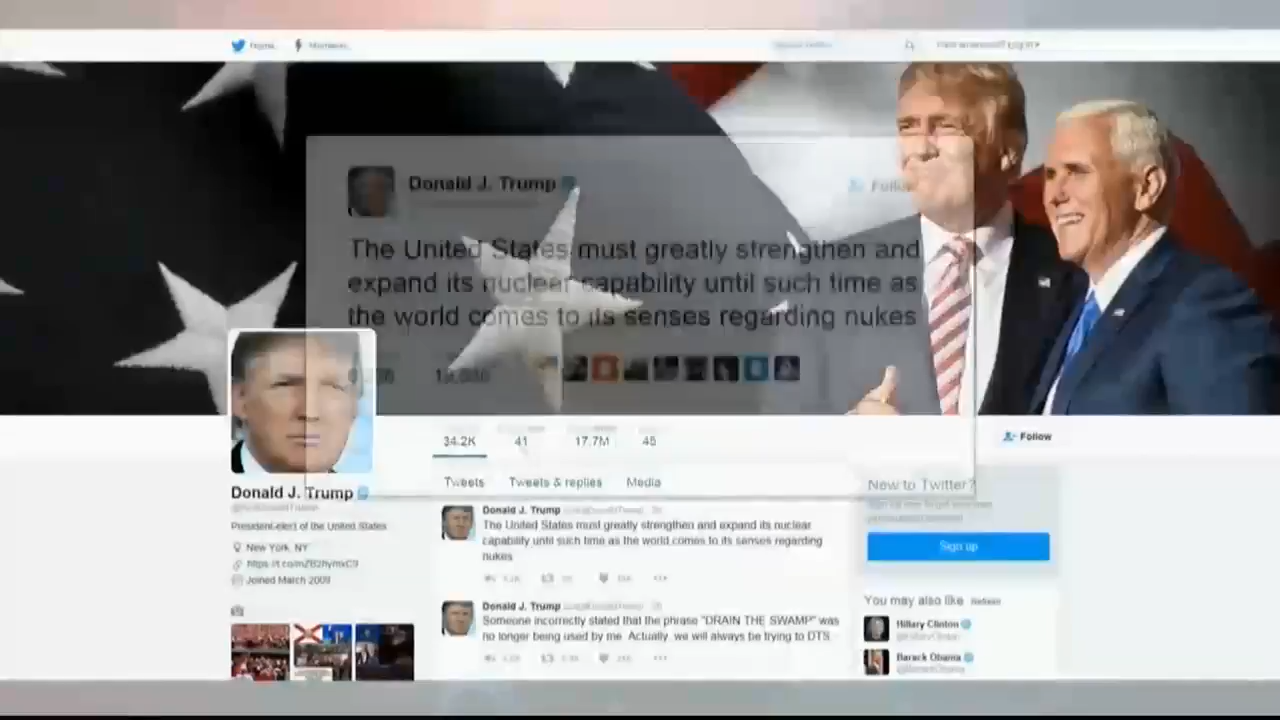 Home
Donald J. Trump
Follow
The United States must greatly strengthen and
expand its nuclear capability until such time as
the world comes to its senses regarding nukes
34.2K 41 17.7M 45
Follow
Tweets Tweets & replies Media
New to Twitter?
Sign up
Donald J. Trump
President-elect of the United States
New York, NY
Joined March 2009
Donald J. Trump
The United States must greatly strengthen and expand its nuclear
capability until such time as the world comes to its senses regarding
nukes
Donald J. Trump
Someone incorrectly stated that the phrase "DRAIN THE SWAMP" was
no longer being used by me. Actually, we will always be trying to DTS.
You may also like Refresh
Hillary Clinton
Barack Obama